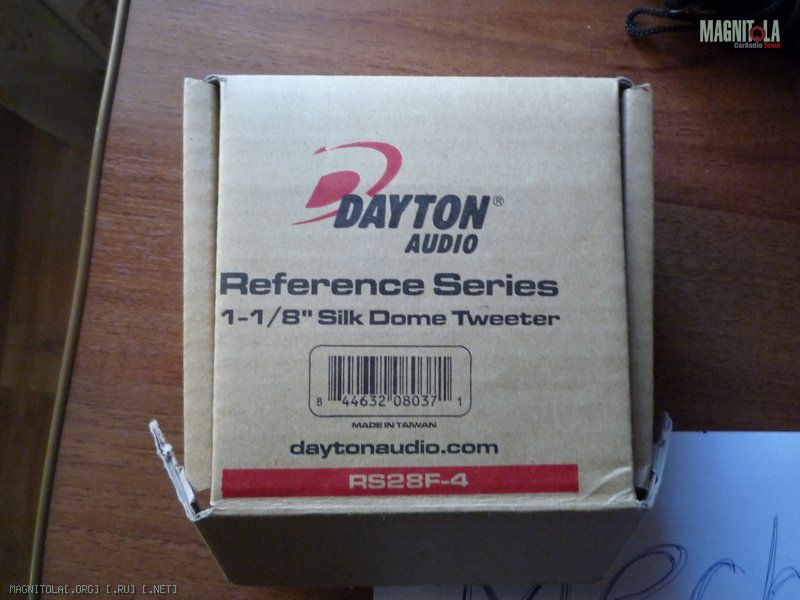 MAGNITOLA
CarAudio Team
DAYTON®
AUDIO
Reference Series
1-1/8" Silk Dome Tweeter
8 44632 08037 1
MADE IN TAIWAN
daytonaudio.com
RS28F-4
MAGNITOLA[.ORG] [.RU] [.NET]